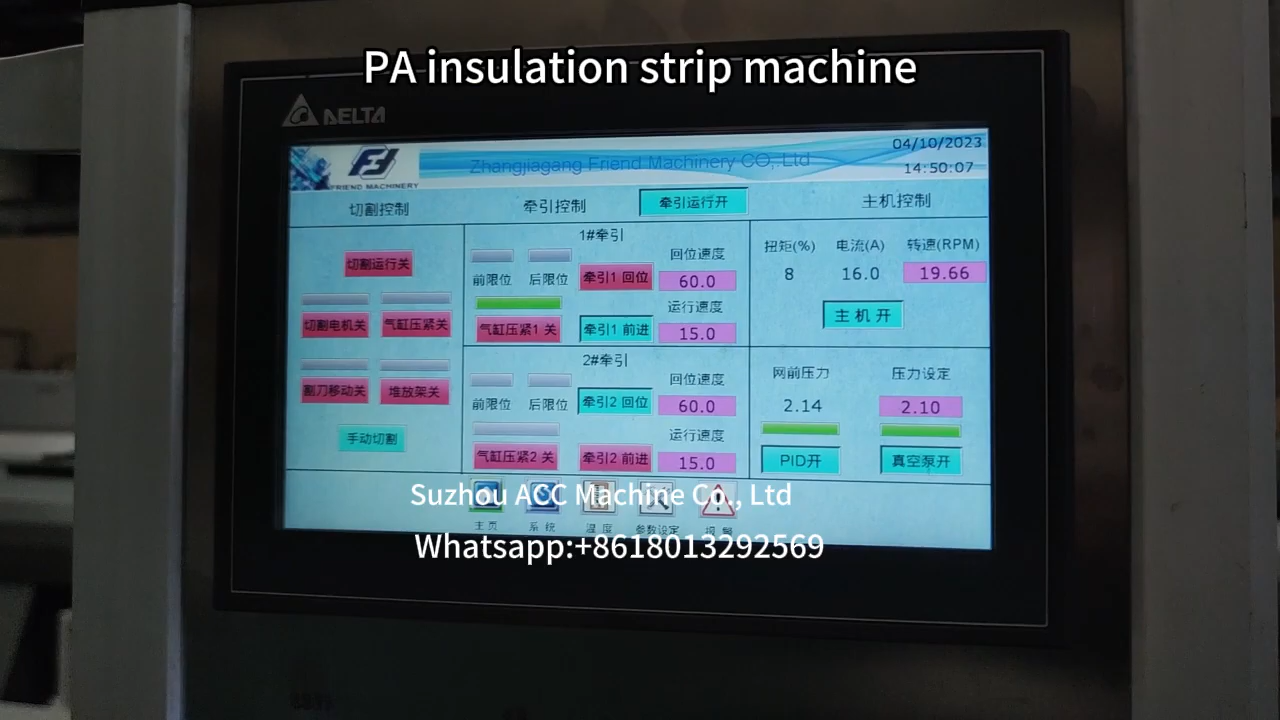 PA insulation strip machine
DELTA
FRIEND MACHINERY
Zhangjiagang Friend Machinery CO, Ltd
04/10/2023
14:50:07
切割控制
牵引控制
牵引运行开
主机控制
切割运行关
切割电机关
气缸压紧关
割刀移动关
堆放架关
手动切割
1#牵引
前限位
后限位
牵引1 回位
回位速度
60.0
气缸压紧1 关
牵引1 前进
运行速度
15.0
2#牵引
前限位
后限位
牵引2 回位
回位速度
60.0
气缸压紧2 关
牵引2 前进
运行速度
15.0
扭矩(%)
电流(A)
转速(RPM)
8
16.0
19.66
主机开
网前压力
压力设定
2.14
2.10
PID开
真空泵开
Suzhou ACC Machine Co., Ltd
主页
系统
温度
参数设定
报警
Whatsapp:+8618013292569